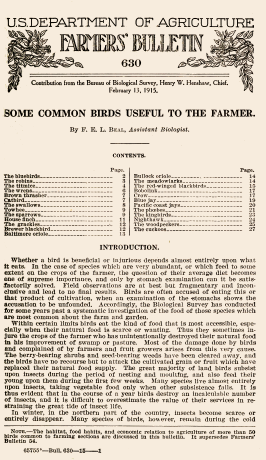 U.S. DEPARTMENT OF AGRICULTURE
FARMERS' BULLETIN
630
Contribution from the Bureau of Biological Survey, Henry W. Henshaw, Chief.
February 13, 1915.
SOME COMMON BIRDS USEFUL TO THE FARMER.
By F. E. L. BEAL, Assistant Biologist.
CONTENTS.
Page.
The bluebirds 2
The robins 3
The titmice 4
The wrens
Brown thrasher
Catbird 7
The swallows 8
Towhee 9
The sparrows 9
House finch 11
The grackles 12
Brewer blackbird 12
Baltimore oriole 13
Page.
Bullock oriole 14
The meadowlarks 14
The red-winged blackbirds 15
Bobolink 17
Crow 17
Blue jay 19
Pacific coast jays 20
The phoebes 21
The kingbirds 23
Nighthawk 24
The woodpeckers 25
The cuckoos 27
INTRODUCTION.
Whether a bird is beneficial or injurious depends almost entirely upon what
it eats. In the case of species which are very abundant, or which feed to some
extent on the crops of the farmer, the question of their average diet becomes
one of supreme importance, and only by stomach examination can it be satis-
factorily solved. Field observations are at best but fragmentary and incon-
clusive and lead to no final results. Birds are often accused of eating this or
that product of cultivation, when an examination of the stomachs shows the
accusation to be unfounded. Accordingly, the Biological Survey has conducted
for some years past a systematic investigation of the food of those species which
are most common about the farm and garden.
Within certain limits birds eat the kind of food that is most accessible, espe-
cially when their natural food is scarce or wanting. Thus they sometimes in-
jure the crops of the farmer who has unintentionally destroyed their natural food
in his improvement of swamp or pasture. Most of the damage done by birds
and complained of by farmers and fruit growers arises from this very cause.
The berry-bearing shrubs and seed-bearing weeds have been cleared away, and
the birds have no recourse but to attack the cultivated grain or fruit which have
replaced their natural food supply. The great majority of land birds subsist
upon insects during the period of nesting and moulting, and also feed their
young upon them during the first few weeks. Many species live almost entirely
upon insects, taking vegetable food only when other subsistence fails. It is
thus evident that in the course of a year birds destroy an incalculable number
of insects, and it is difficult to overestimate the value of their services in re-
straining the great tide of insect life.
In winter, in the northern part of the country, insects become scarce or
entirely disappear. Many species of birds, however, remain during the cold
NOTE.—The habitat, food habits, and economic relation to agriculture of more than 50
birds common to farming sections are discussed in this bulletin. It supersedes Farmers'
Bulletin 54.
65755°—Bull. 630—15——1